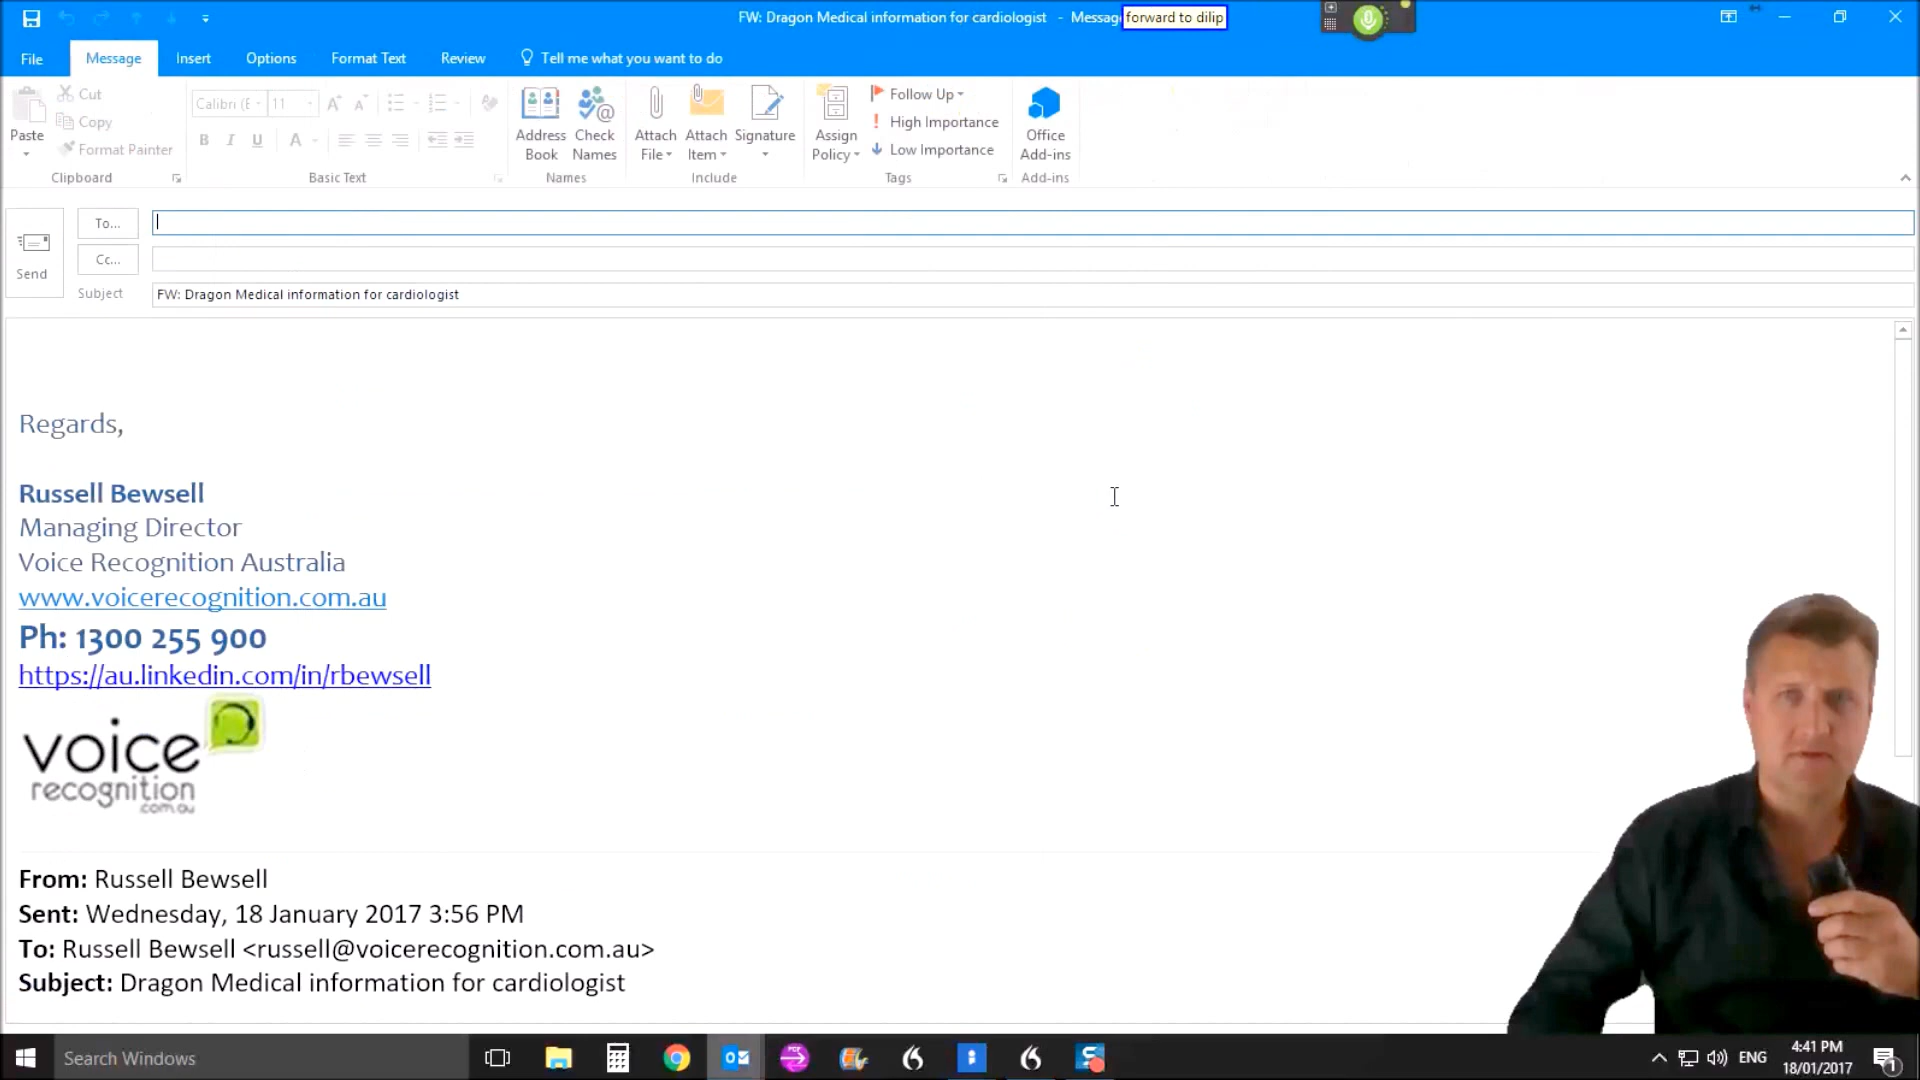 FW: Dragon Medical information for cardiologist - Messag
forward to dilip
File Message Insert Options Format Text Review Tell me what you want to do
Paste
Cut
Copy
Format Painter
Clipboard
Calibri (E 11
B I U A
Basic Text
Address Book
Check Names
Names
Attach File
Attach Item
Signature
Include
Assign Policy
Follow Up
High Importance
Low Importance
Tags
Office Add-ins
Add-ins
Send
To...
Cc...
Subject FW: Dragon Medical information for cardiologist
Regards,
Russell Bewsell
Managing Director
Voice Recognition Australia
www.voicerecognition.com.au
Ph: 1300 255 900
https://au.linkedin.com/in/rbewsell
voice
recognition
.com.au
From: Russell Bewsell
Sent: Wednesday, 18 January 2017 3:56 PM
To: Russell Bewsell <russell@voicerecognition.com.au>
Subject: Dragon Medical information for cardiologist
Search Windows
ENG
4:41 PM
18/01/2017
1